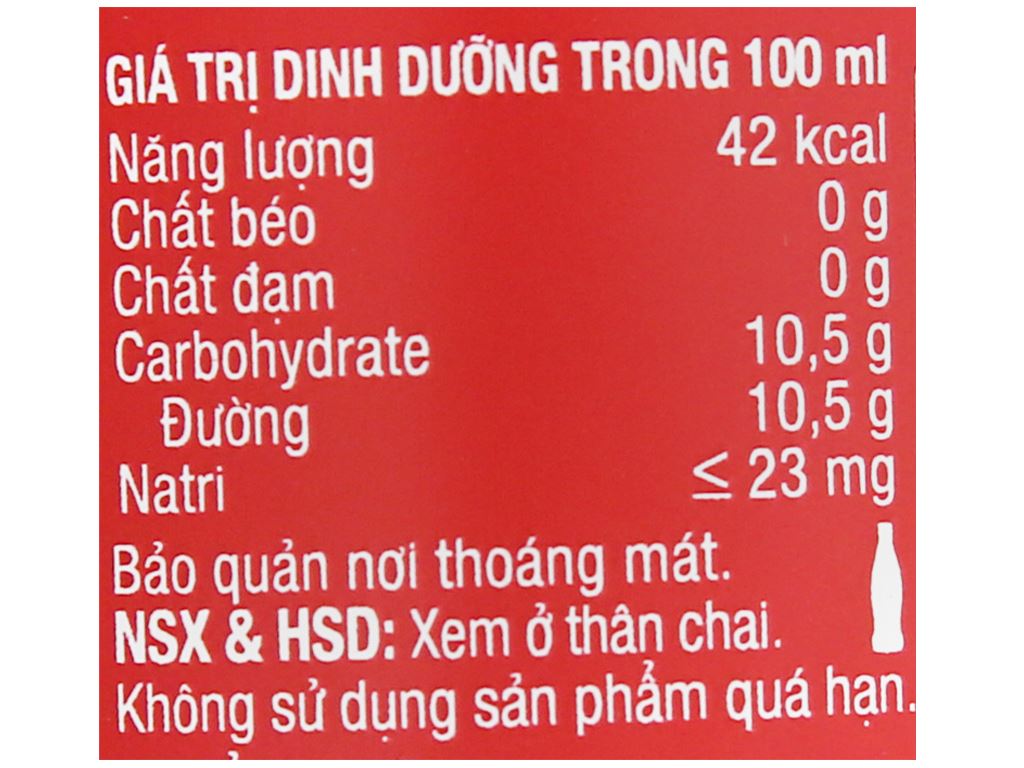 GIÁ TRỊ DINH DƯỠNG TRONG 100 ml
Năng lượng 42 kcal
Chất béo 0 g
Chất đạm 0 g
Carbohydrate 10,5 g
Đường 10,5 g
Natri ≤ 23 mg
Bảo quản nơi thoáng mát.
NSX & HSD: Xem ở thân chai.
Không sử dụng sản phẩm quá hạn.